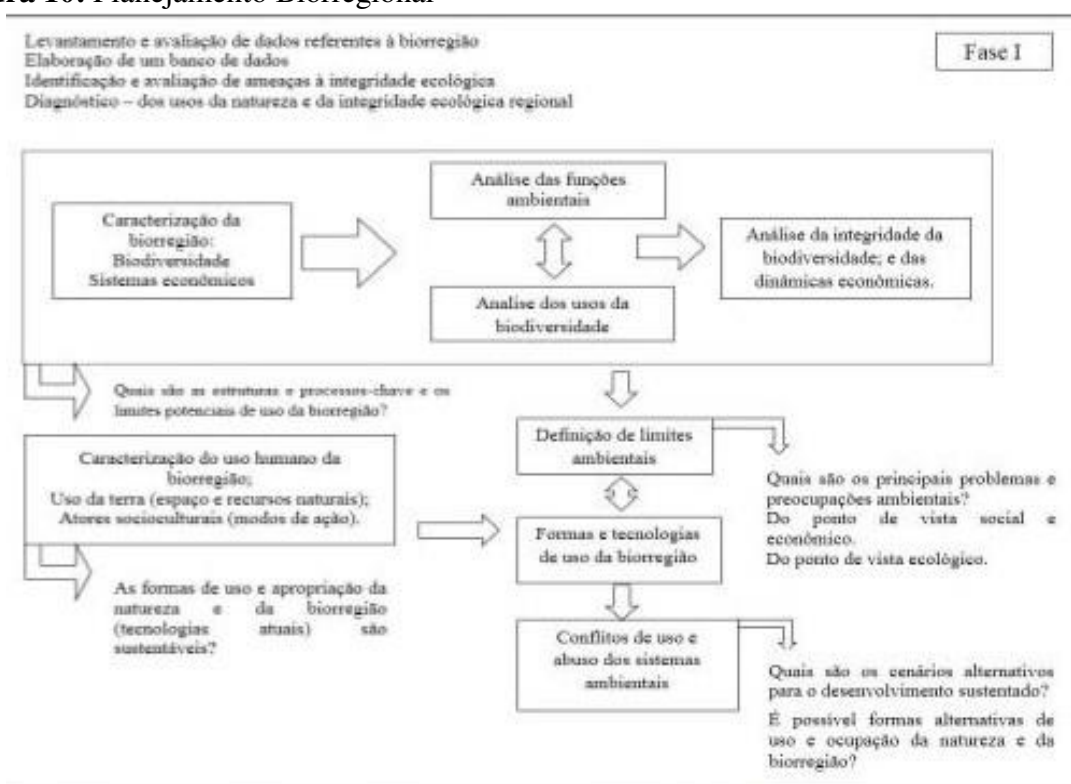 ra 10. Planejamento Biorregional
Levantamento e avaliação de dados referentes à biorregião
Elaboração de um banco de dados
Identificação e avaliação de ameaças à integridade ecológica
Diagnóstico – dos usos da natureza e da integridade ecológica regional
Fase I
Caracterização da
biorregião:
Biodiversidade
Sistemas econômicos
Análise das funções
ambientais
Analise dos usos da
biodiversidade
Análise da integridade da
biodiversidade; e das
dinâmicas econômicas.
Quais são as estruturas e processos-chave e os
limites potenciais de uso da biorregião?
Caracterização do uso humano da
biorregião;
Uso da terra (espaço e recursos naturais);
Atores socioculturais (modos de ação).
As formas de uso e apropriação da
natureza e da biorregião
(tecnologias atuais) são
sustentáveis?
Definição de limites
ambientais
Formas e tecnologias
de uso da biorregião
Conflitos de uso e
abuso dos sistemas
ambientais
Quais são os principais problemas e
preocupações ambientais?
Do ponto de vista social e
econômico.
Do ponto de vista ecológico.
Quais são os cenários alternativos
para o desenvolvimento sustentado?
É possível formas alternativas de
uso e ocupação da natureza e da
biorregião?